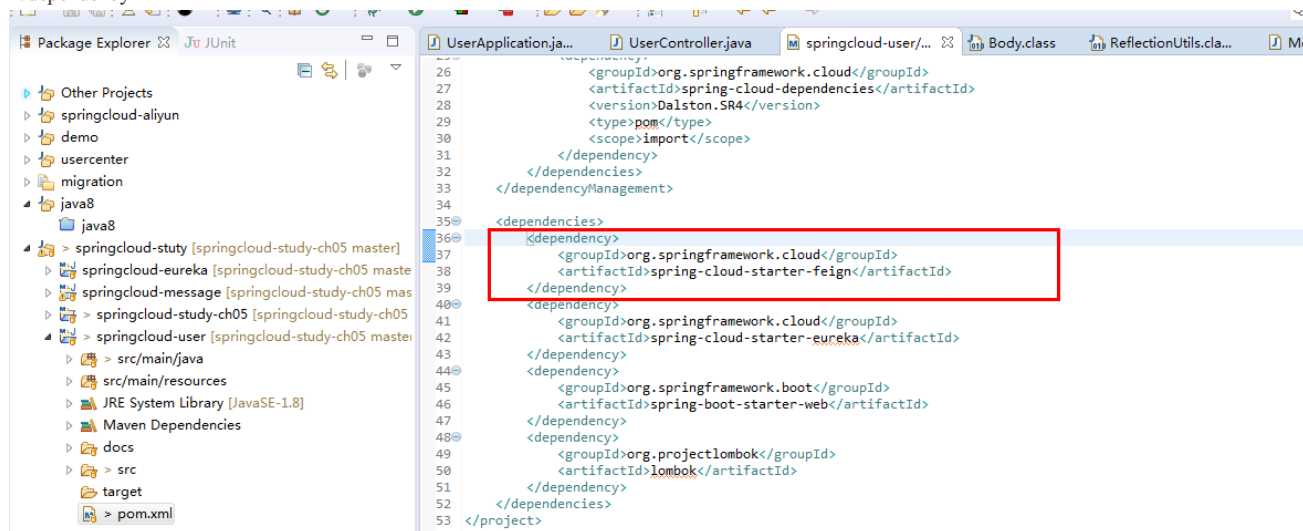 Package Explorer
JUnit
UserApplication.ja...
UserController.java
springcloud-user/...
Body.class
ReflectionUtils.cla...
Other Projects
springcloud-aliyun
demo
usercenter
migration
java8
java8
> springcloud-stuty [springcloud-study-ch05 master]
springcloud-eureka [springcloud-study-ch05 maste
springcloud-message [springcloud-study-ch05 mas
> springcloud-study-ch05 [springcloud-study-ch05
> springcloud-user [springcloud-study-ch05 master
> src/main/java
src/main/resources
JRE System Library [JavaSE-1.8]
Maven Dependencies
docs
> src
target
> pom.xml
26 <groupId>org.springframework.cloud</groupId>
27 <artifactId>spring-cloud-dependencies</artifactId>
28 <version>Dalston.SR4</version>
29 <type>pom</type>
30 <scope>import</scope>
31 </dependency>
32 </dependencies>
33 </dependencyManagement>
34
35 <dependencies>
36 <dependency>
37 <groupId>org.springframework.cloud</groupId>
38 <artifactId>spring-cloud-starter-feign</artifactId>
39 </dependency>
40 <dependency>
41 <groupId>org.springframework.cloud</groupId>
42 <artifactId>spring-cloud-starter-eureka</artifactId>
43 </dependency>
44 <dependency>
45 <groupId>org.springframework.boot</groupId>
46 <artifactId>spring-boot-starter-web</artifactId>
47 </dependency>
48 <dependency>
49 <groupId>org.projectlombok</groupId>
50 <artifactId>lombok</artifactId>
51 </dependency>
52 </dependencies>
53 </project>